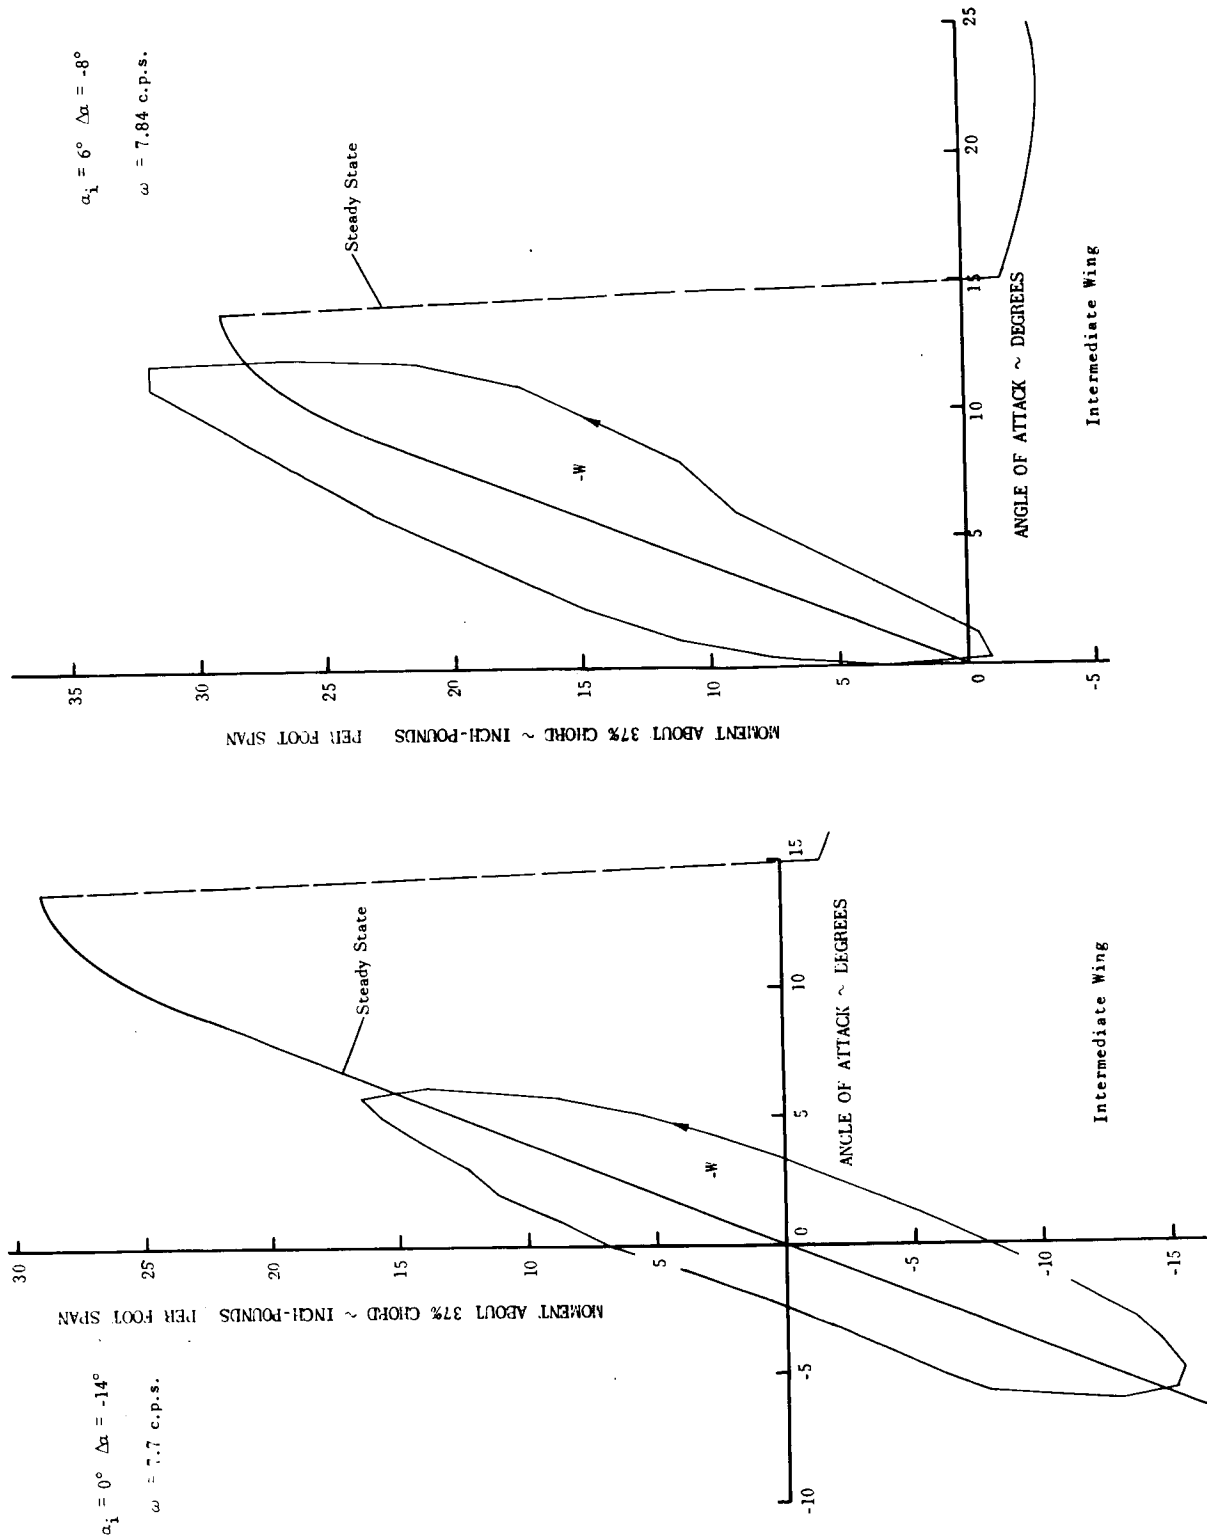 α_i = 0° Δα = -14°
ω = 7.7 c.p.s.
MOMENT ABOUT 37% CHORD ~ INCH-POUNDS PER FOOT SPAN
30
25
20
15
10
5
0
-5
-10
-15
-10
-5
5
10
15
Steady State
-W
ANGLE OF ATTACK ~ DEGREES
Intermediate Wing
α_i = 6° Δα = -8°
ω = 7.84 c.p.s.
MOMENT ABOUT 37% CHORD ~ INCH-POUNDS PER FOOT SPAN
35
30
25
20
15
10
5
0
-5
5
10
15
20
25
Steady State
-W
ANGLE OF ATTACK ~ DEGREES
Intermediate Wing